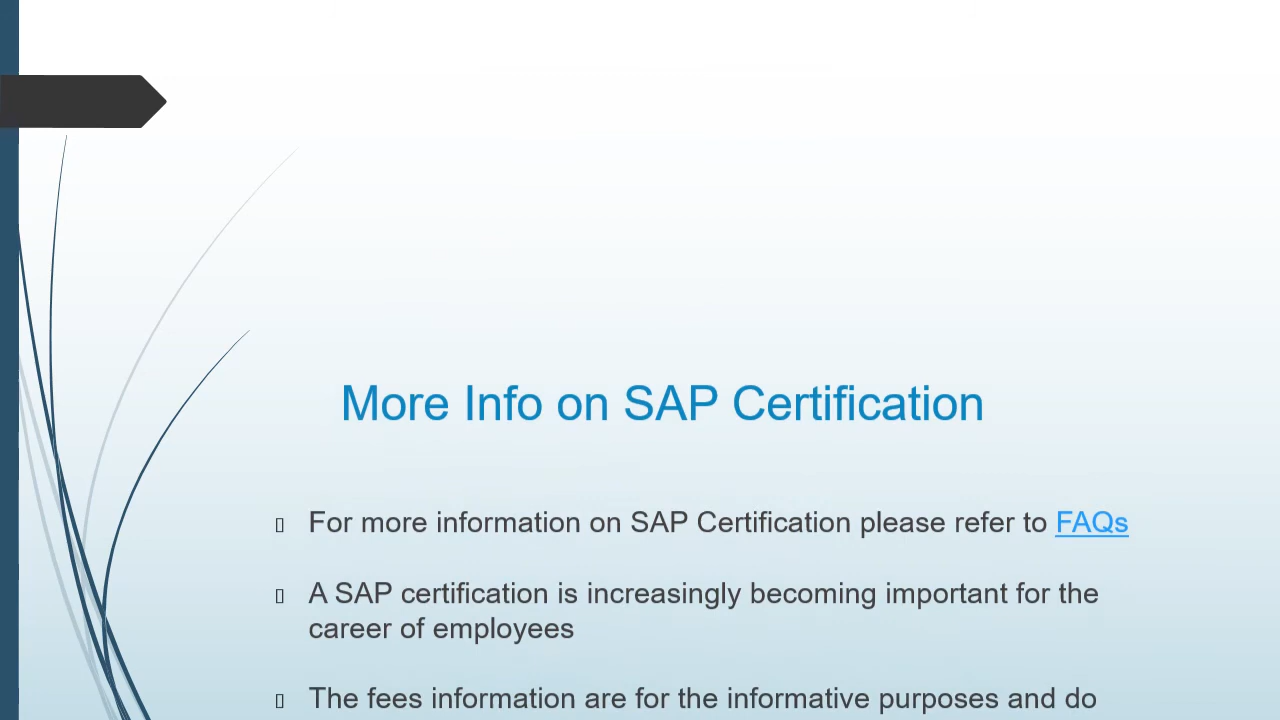 More Info on SAP Certification
▯ For more information on SAP Certification please refer to FAQs
▯ A SAP certification is increasingly becoming important for the
career of employees
▯ The fees information are for the informative purposes and do